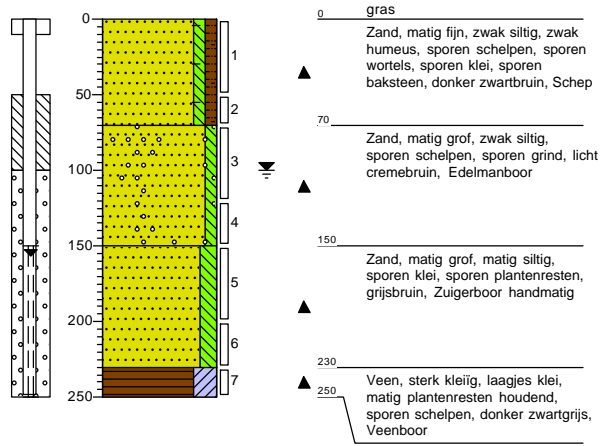 0
50
100
150
200
250
1
2
3
4
5
6
7
0 gras
Zand, matig fijn, zwak siltig, zwak
humeus, sporen schelpen, sporen
wortels, sporen klei, sporen
baksteen, donker zwartbruin, Schep
70
Zand, matig grof, zwak siltig,
sporen schelpen, sporen grind, licht
cremebruin, Edelmanboor
150
Zand, matig grof, matig siltig,
sporen klei, sporen plantenresten,
grijsbruin, Zuigerboor handmatig
230
Veen, sterk kleiïg, laagjes klei,
matig plantenresten houdend,
sporen schelpen, donker zwartgrijs,
Veenboor
250